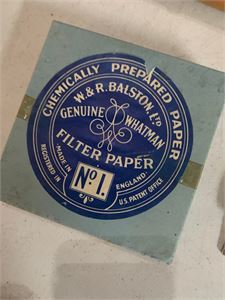 CHEMICALLY PREPARED PAPER
W. & R. BALSTON, LTD
GENUINE WHATMAN
FILTER PAPER
MADE IN ENGLAND
No 1.
REGISTERED IN U.S. PATENT OFFICE